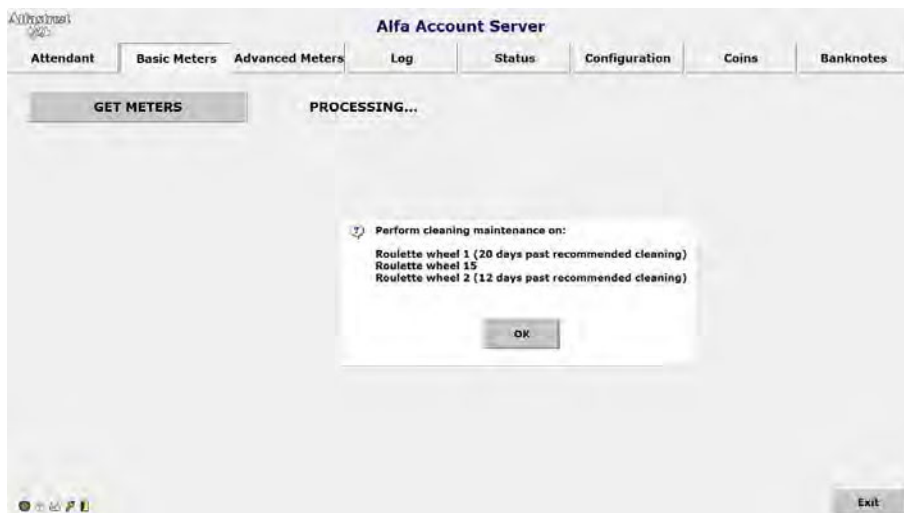 Alfa Account Server
Attendant
Basic Meters
Advanced Meters
Log
Status
Configuration
Coins
Banknotes
GET METERS
PROCESSING...
Perform cleaning maintenance on:
Roulette wheel 1 (20 days past recommended cleaning)
Roulette wheel 15
Roulette wheel 2 (12 days past recommended cleaning)
OK
Exit